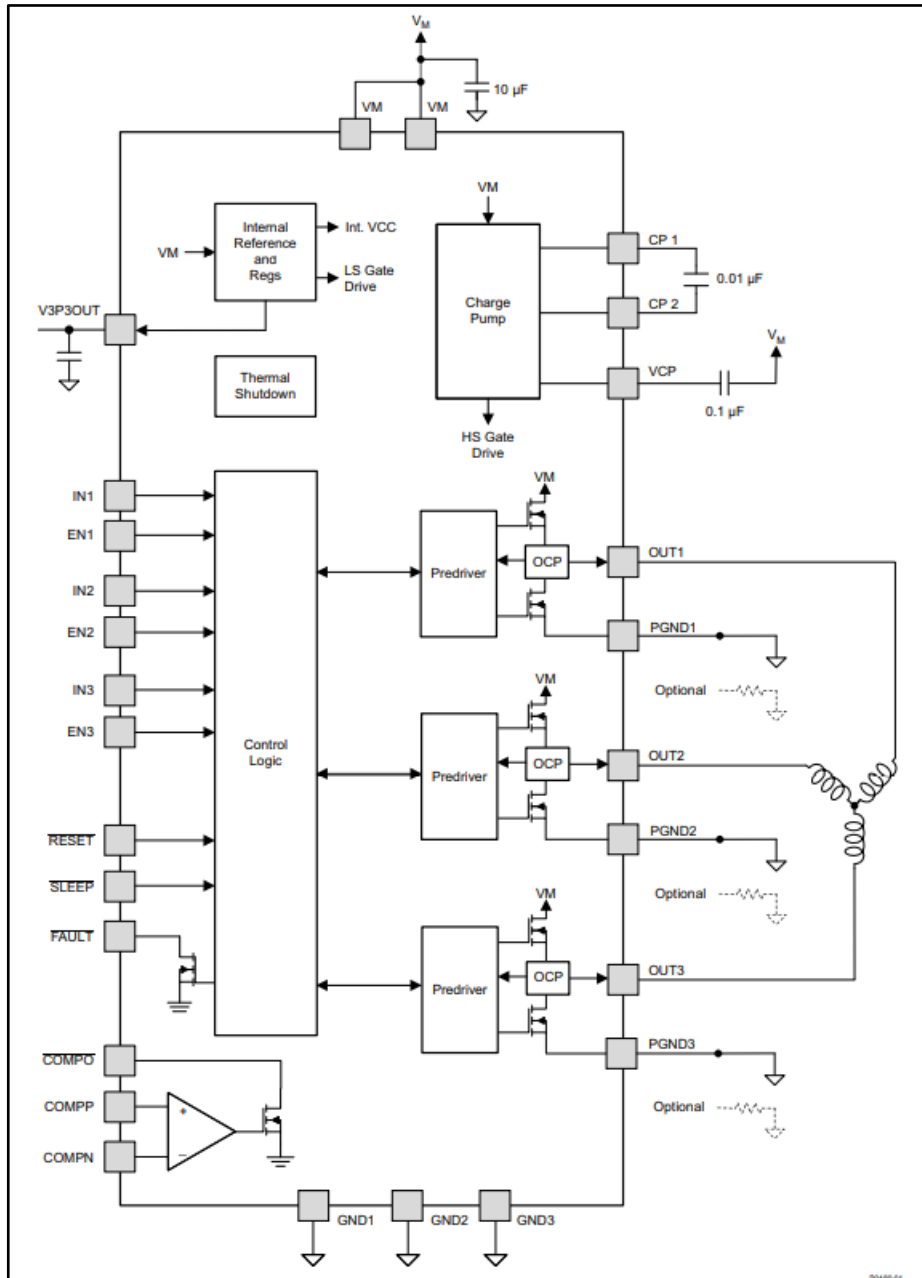 VM
10 µF
VM
VM
VM
Internal
Reference
and
Regs
Int. VCC
VM
LS Gate
Drive
CP 1
0.01 µF
Charge
Pump
CP 2
V3P3OUT
VM
VCP
Thermal
Shutdown
0.1 µF
HS Gate
Drive
VM
IN1
EN1
OUT1
Predriver
OCP
IN2
EN2
PGND1
IN3
VM
Optional
EN3
Control
Logic
OUT2
Predriver
OCP
RESET
PGND2
SLEEP
VM
Optional
FAULT
OUT3
Predriver
OCP
COMPO
PGND3
COMPP
+
Optional
COMPN
–
GND1
GND2
GND3